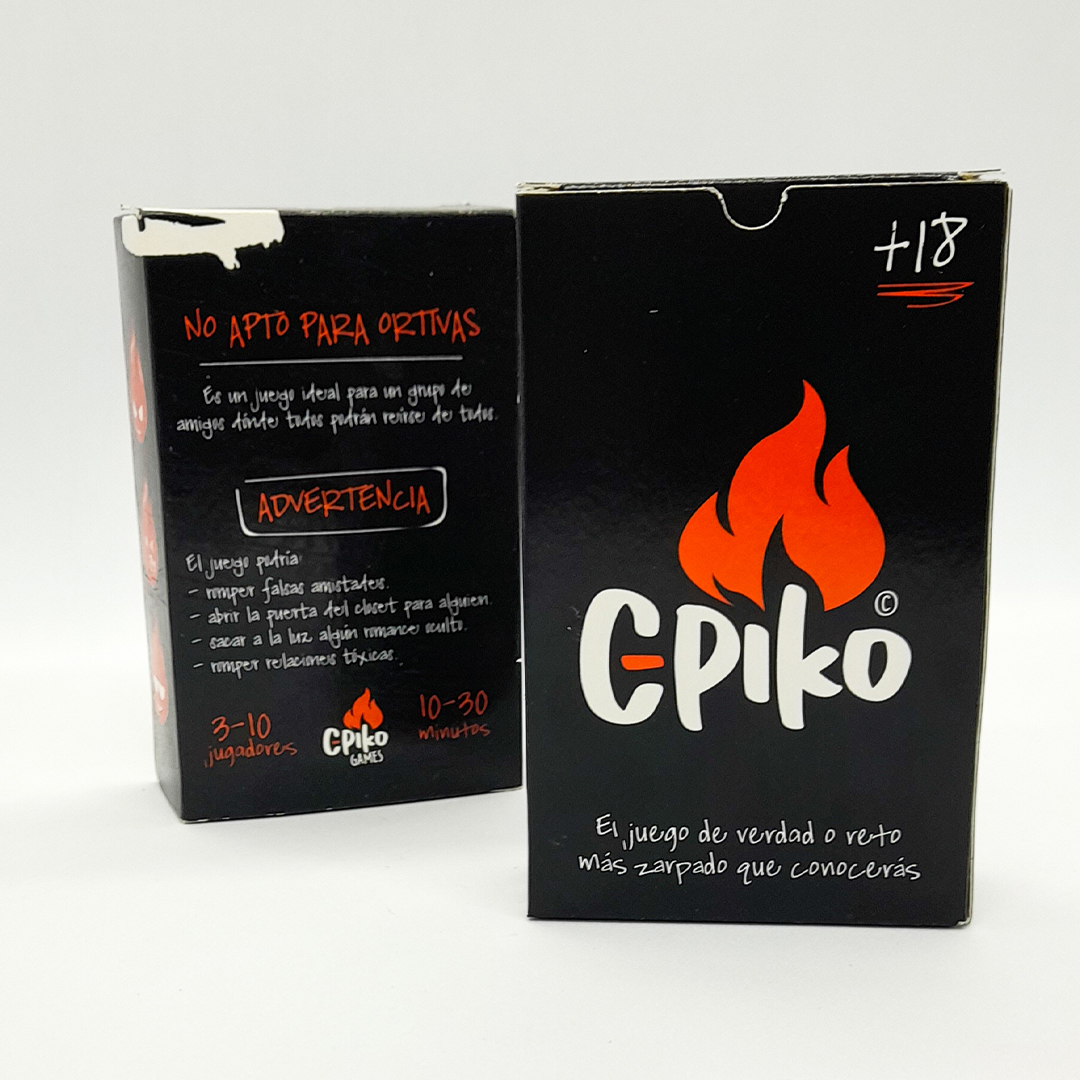 NO APTO PARA ORTIVAS
Es un juego ideal para un grupo de
amigos dónde todos podrán reírse de todos.
ADVERTENCIA
El juego podría:
- romper falsas amistades.
- abrir la puerta del closet para alguien.
- sacar a la luz algún romance oculto.
- romper relaciones tóxicas.
3-10
jugadores
EPIKO
GAMES
10-30
minutos
+18
EPIKO ©
El juego de verdad o reto
más zarpado que conocerás